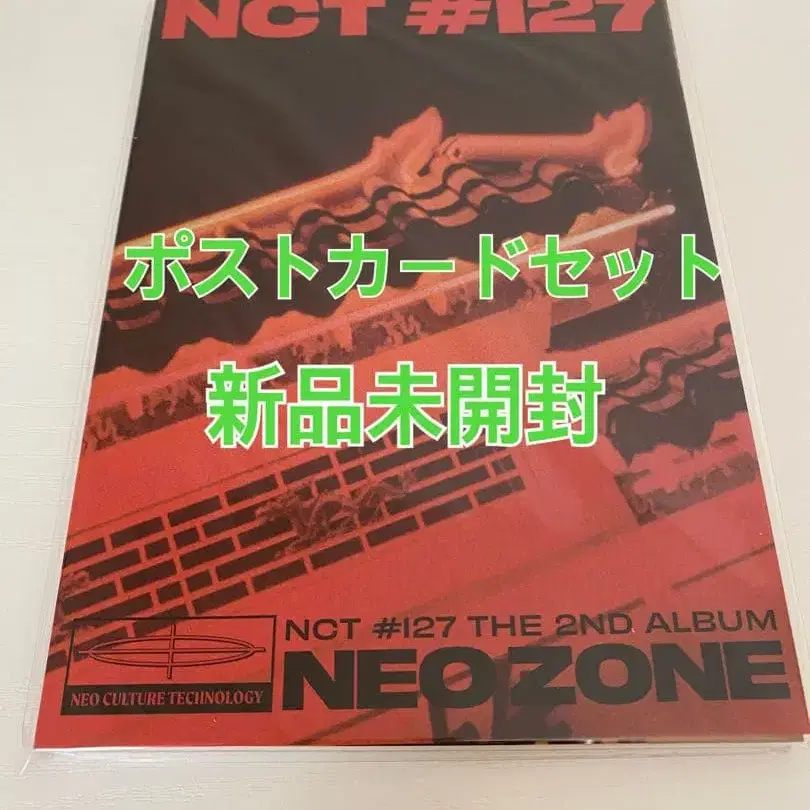 NCT #127
ポストカードセット
新品未開封
NCT #127 THE 2ND ALBUM
NEO ZONE
NEO CULTURE TECHNOLOGY